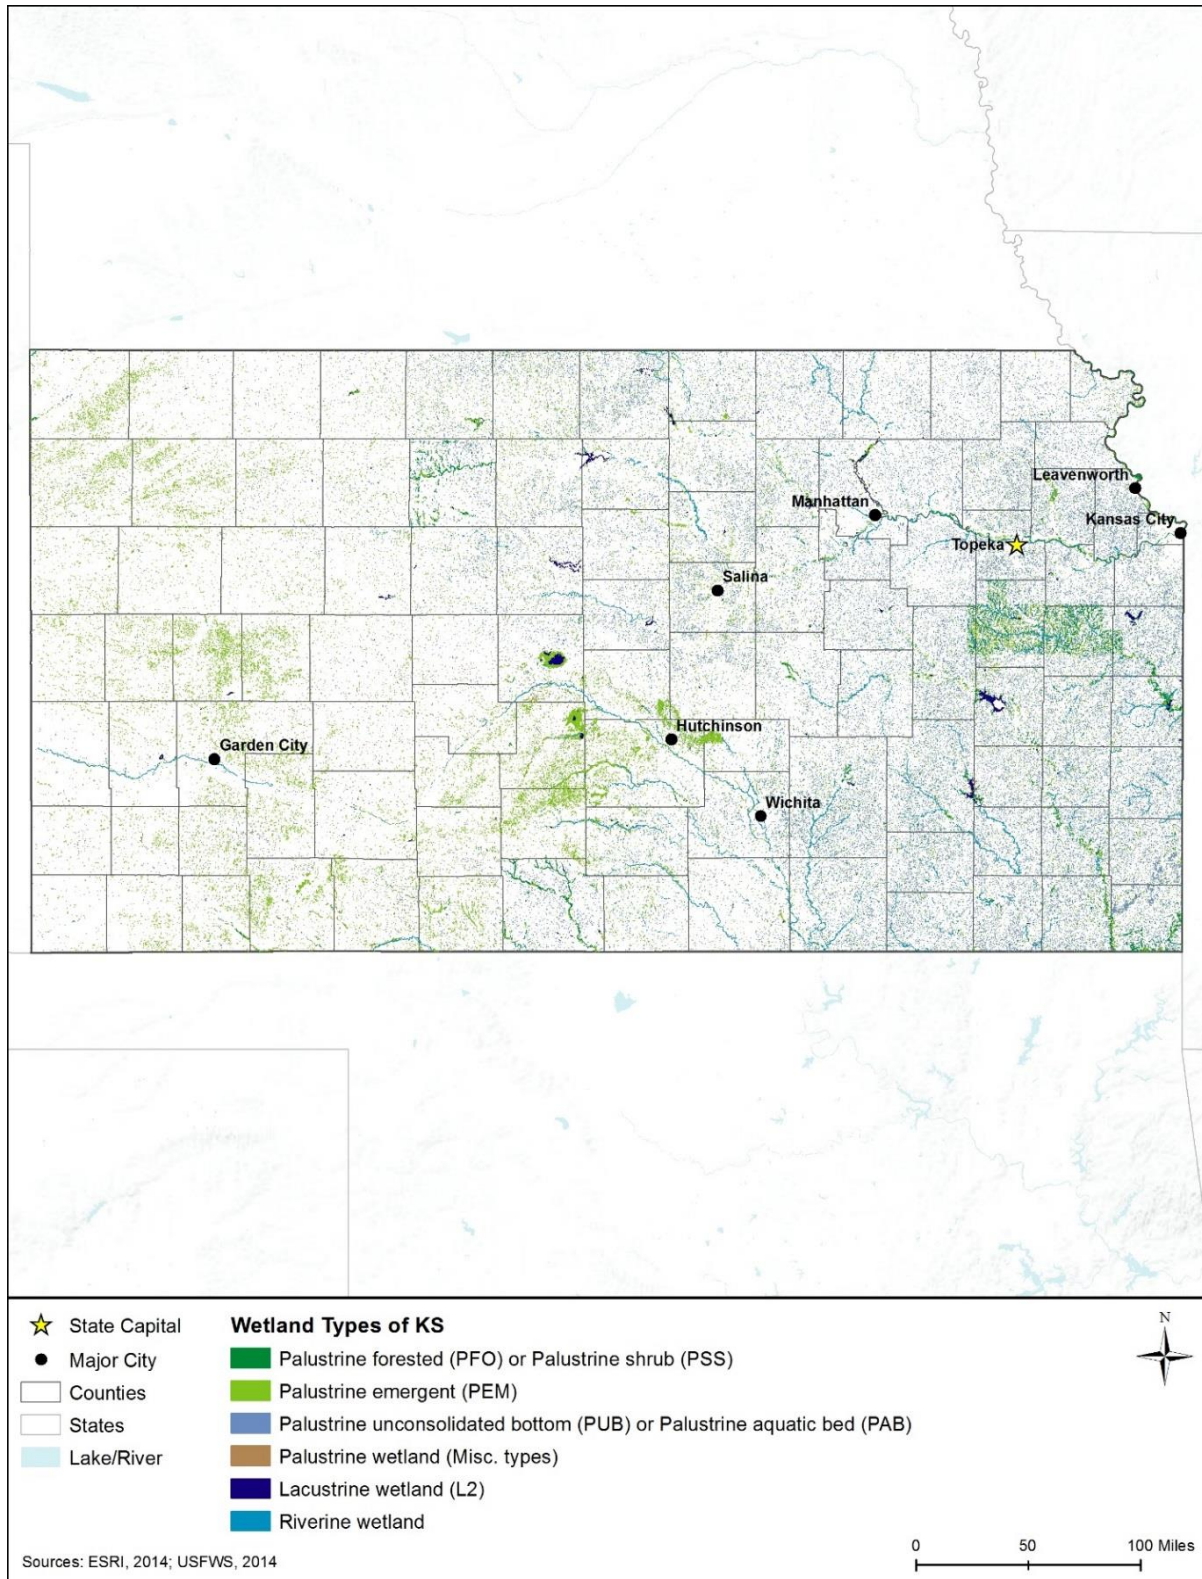 Leavenworth
Manhattan
Kansas City
Topeka
Salina
Hutchinson
Garden City
Wichita
State Capital
Major City
Counties
States
Lake/River
Wetland Types of KS
Palustrine forested (PFO) or Palustrine shrub (PSS)
Palustrine emergent (PEM)
Palustrine unconsolidated bottom (PUB) or Palustrine aquatic bed (PAB)
Palustrine wetland (Misc. types)
Lacustrine wetland (L2)
Riverine wetland
N
Sources: ESRI, 2014; USFWS, 2014
0 50 100 Miles